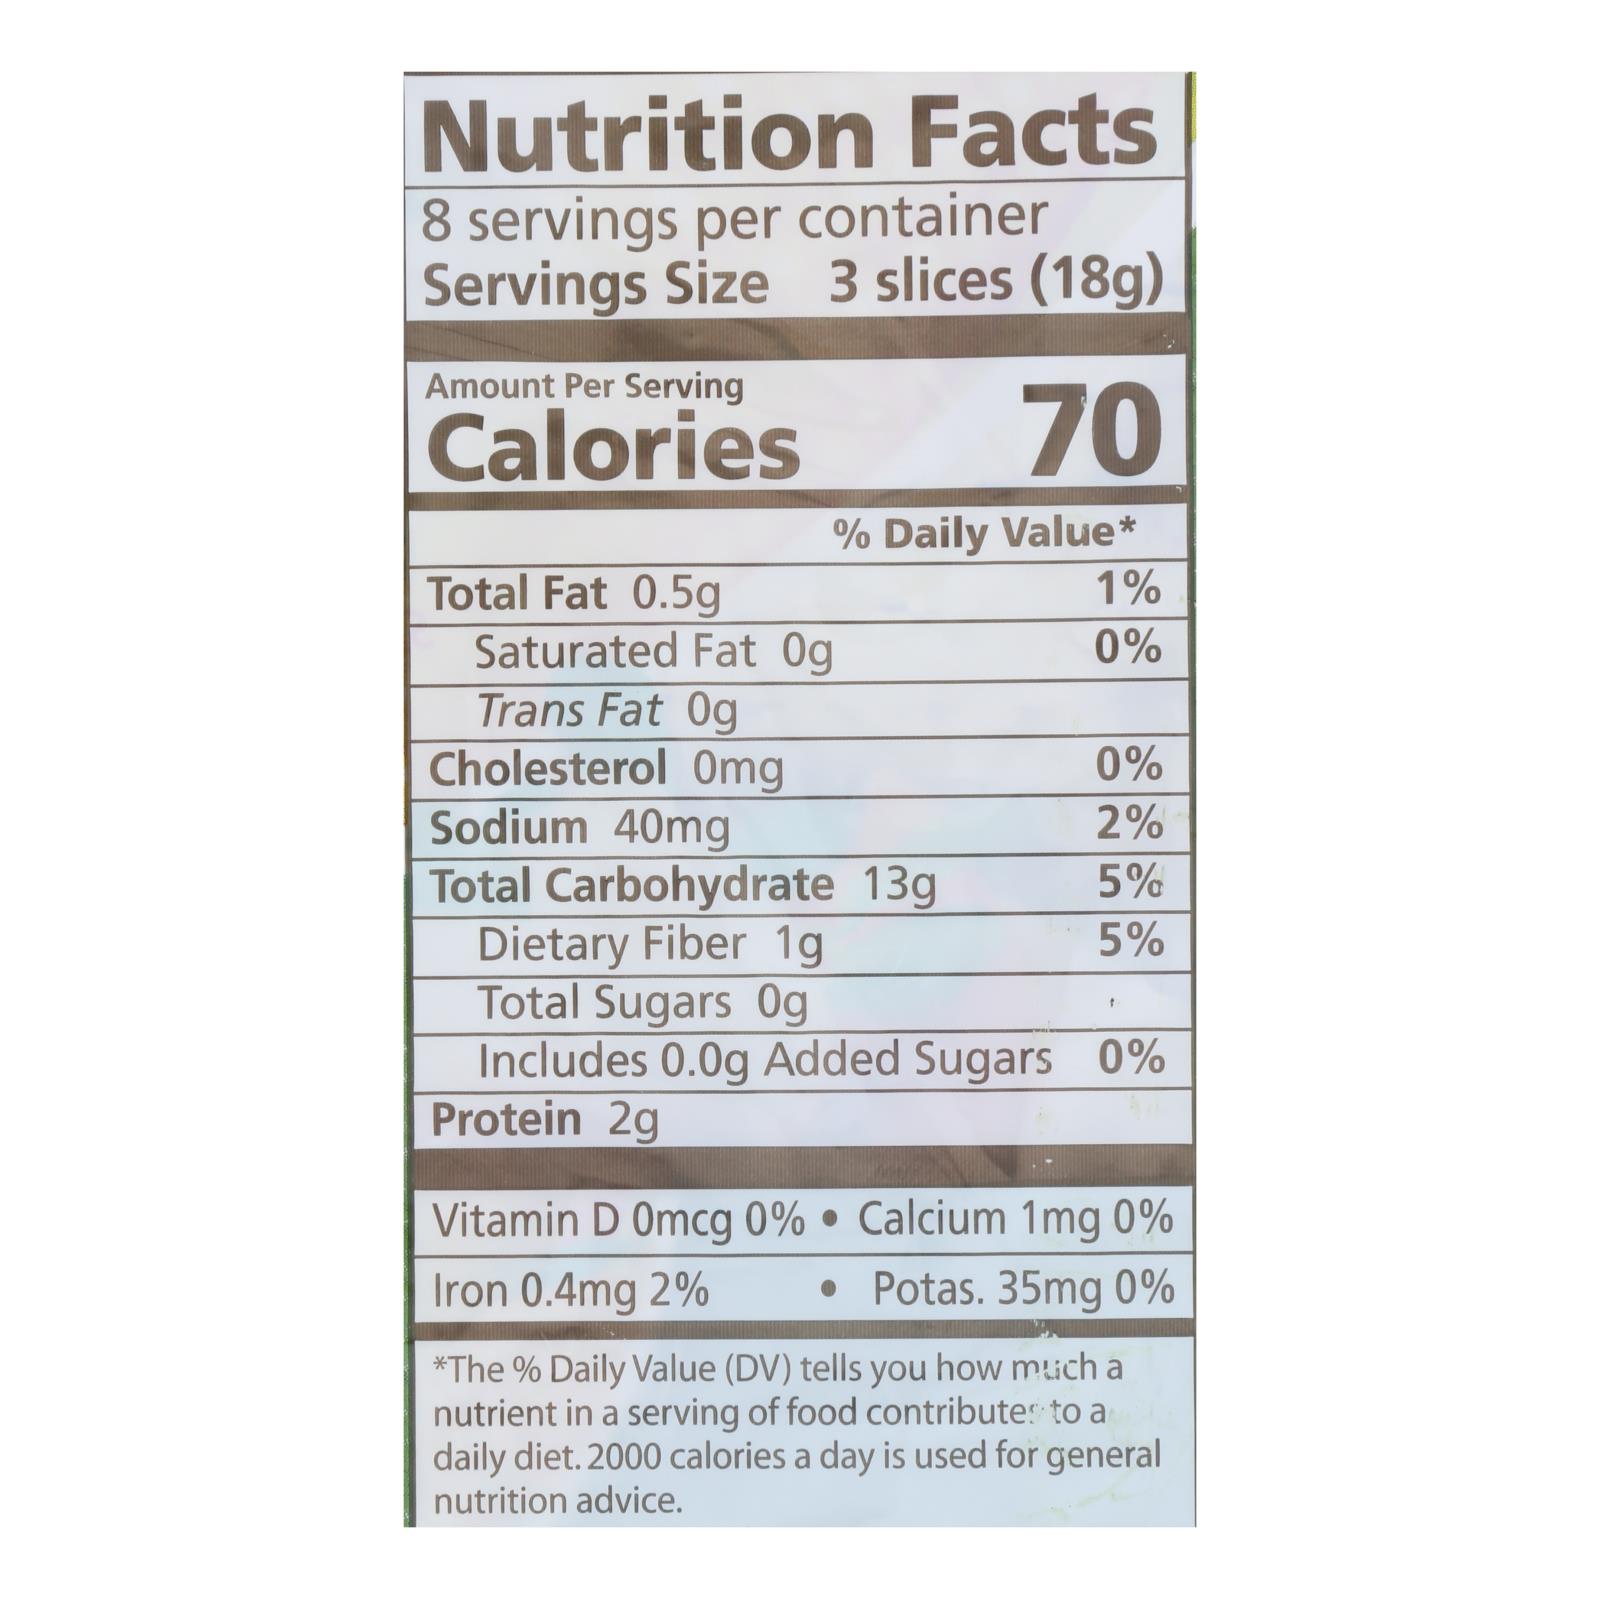 Nutrition Facts
8 servings per container
Servings Size 3 slices (18g)
Amount Per Serving
Calories 70
% Daily Value*
Total Fat 0.5g 1%
Saturated Fat 0g 0%
Trans Fat 0g
Cholesterol 0mg 0%
Sodium 40mg 2%
Total Carbohydrate 13g 5%
Dietary Fiber 1g 5%
Total Sugars 0g
Includes 0.0g Added Sugars 0%
Protein 2g
Vitamin D 0mcg 0% • Calcium 1mg 0%
Iron 0.4mg 2% • Potas. 35mg 0%
*The % Daily Value (DV) tells you how much a
nutrient in a serving of food contributes to a
daily diet. 2000 calories a day is used for general
nutrition advice.